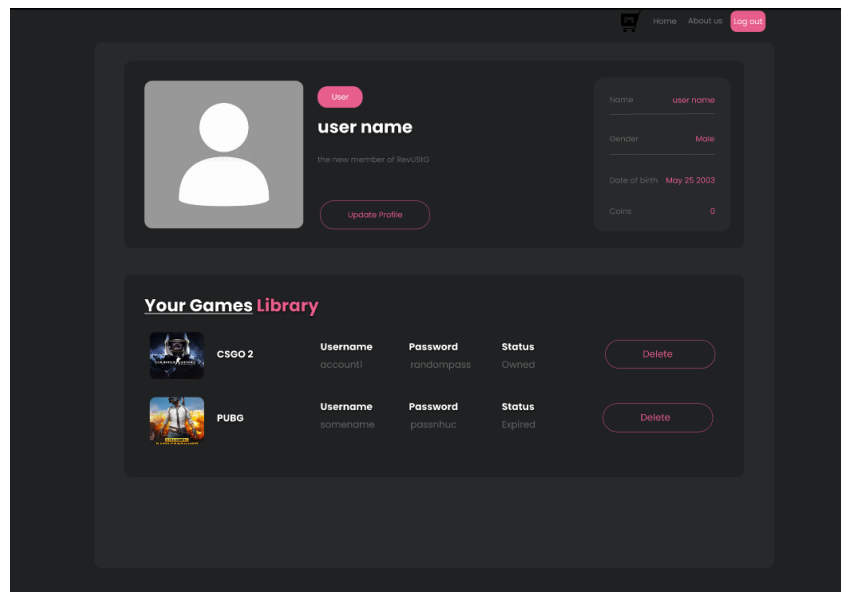 Home About us Log out
User
user name
the new member of RevUStG
Update Profile
Name user name
Gender Male
Date of birth May 25 2003
Coins 0
Your Games Library
CSGO 2
Username Password Status
account1 randompass Owned
Delete
PUBG
Username Password Status
somename passnhuc Expired
Delete